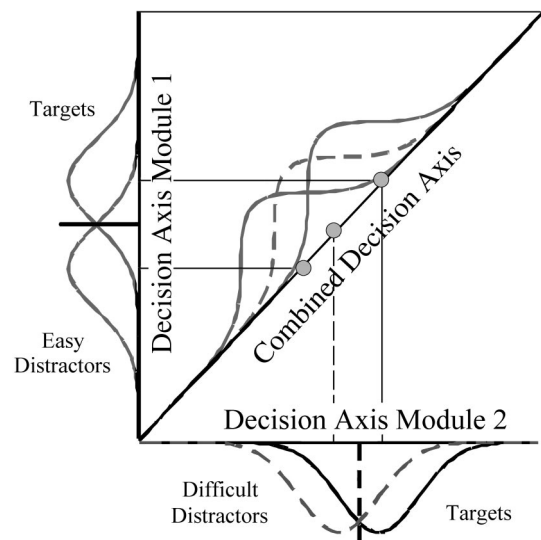 Targets
Decision Axis Module 1
Easy
Distractors
Combined Decision Axis
Decision Axis Module 2
Difficult
Distractors
Targets